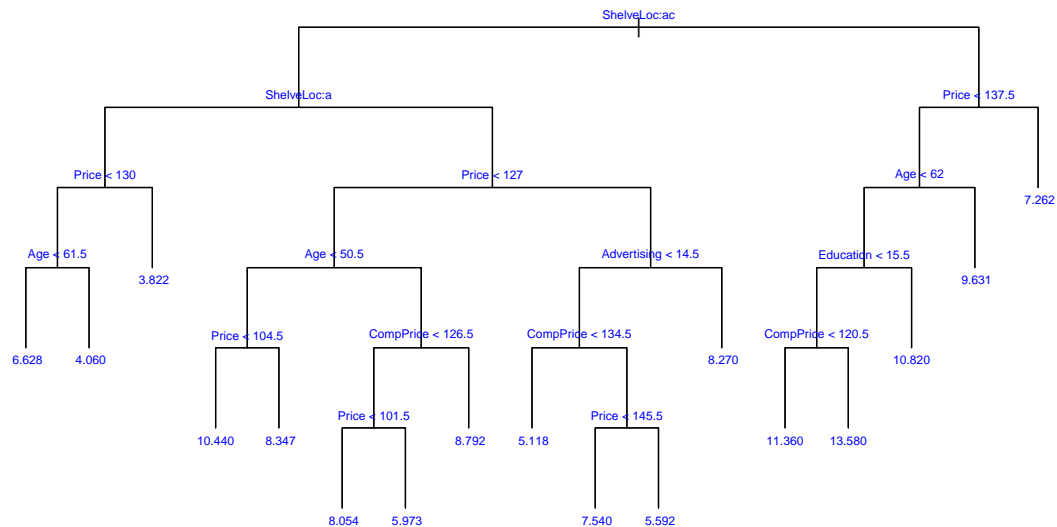 ShelveLoc:ac
ShelveLoc:a
Price < 137.5
Price < 130
Price < 127
Age < 62
7.262
Age < 61.5
3.822
Age < 50.5
Advertising < 14.5
Education < 15.5
9.631
6.628
4.060
Price < 104.5
CompPrice < 126.5
CompPrice < 134.5
8.270
CompPrice < 120.5
10.820
10.440
8.347
Price < 101.5
8.792
5.118
Price < 145.5
11.360
13.580
8.054
5.973
7.540
5.592